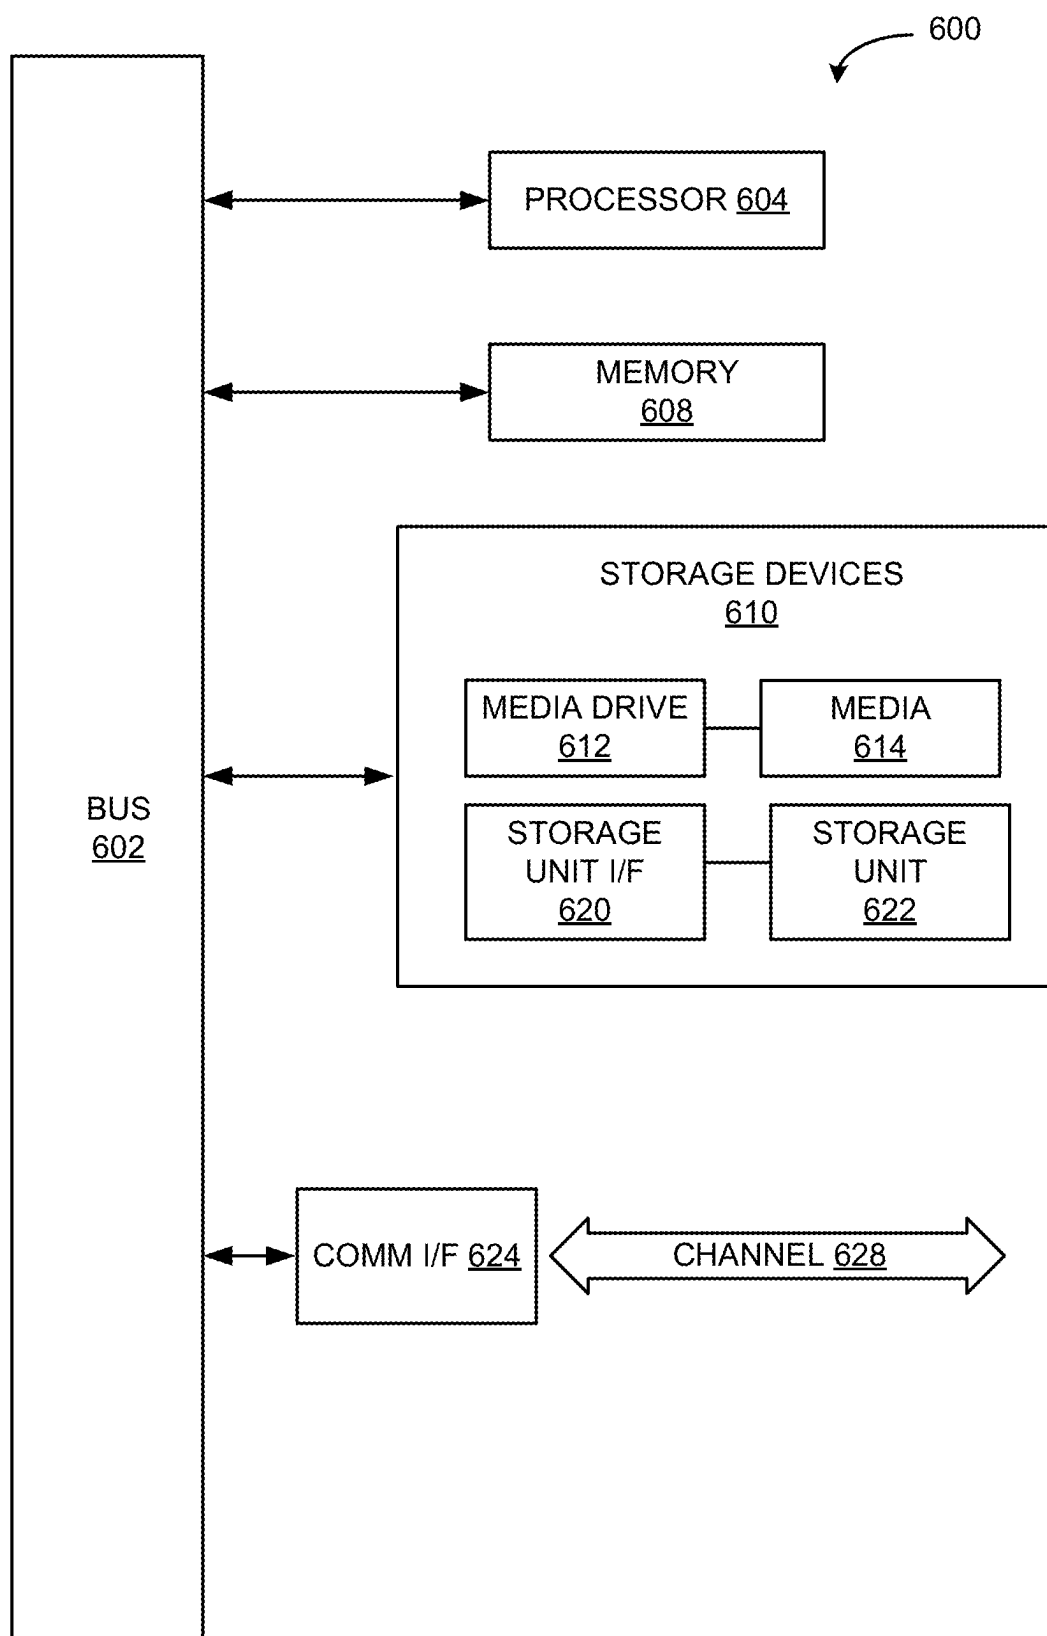 600
PROCESSOR 604
MEMORY
608
STORAGE DEVICES
610
MEDIA DRIVE
612
MEDIA
614
BUS
602
STORAGE
UNIT I/F
620
STORAGE
UNIT
622
COMM I/F 624
CHANNEL 628